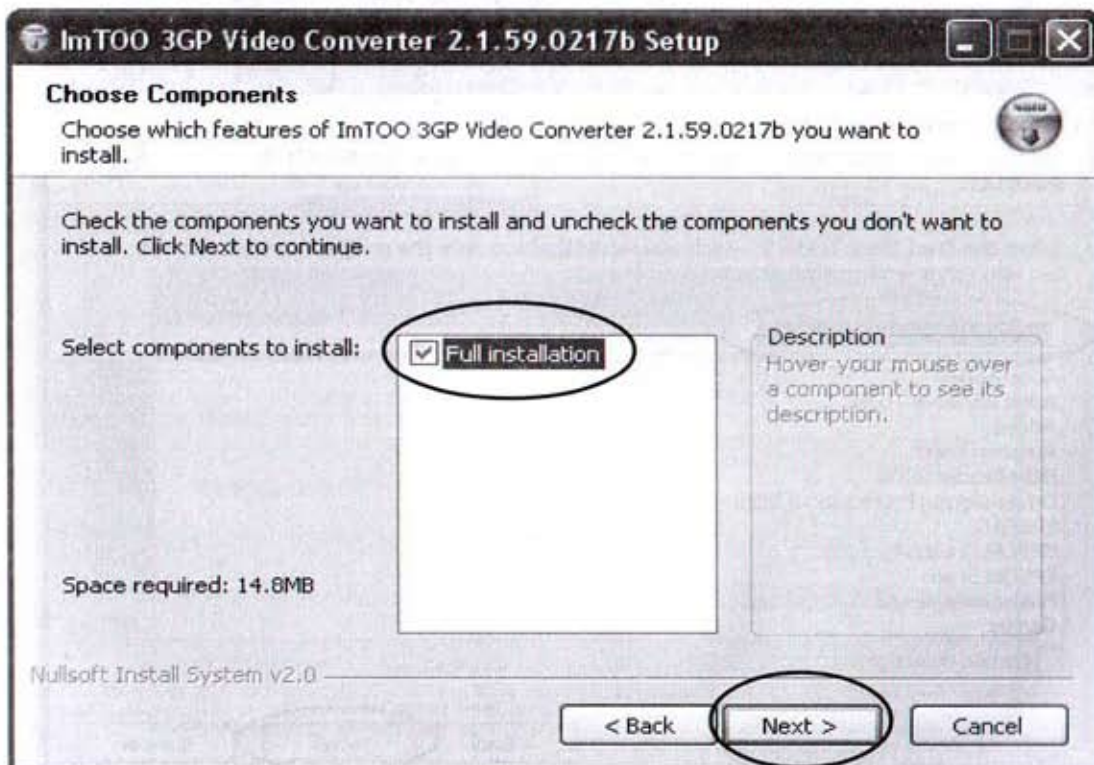 ImTOO 3GP Video Converter 2.1.59.0217b Setup
Choose Components
Choose which features of ImTOO 3GP Video Converter 2.1.59.0217b you want to
install.
Check the components you want to install and uncheck the components you don't want to
install. Click Next to continue.
Select components to install:
Full installation
Description
Hover your mouse over
a component to see its
description.
Space required: 14.8MB
Nullsoft Install System v2.0
< Back
Next >
Cancel